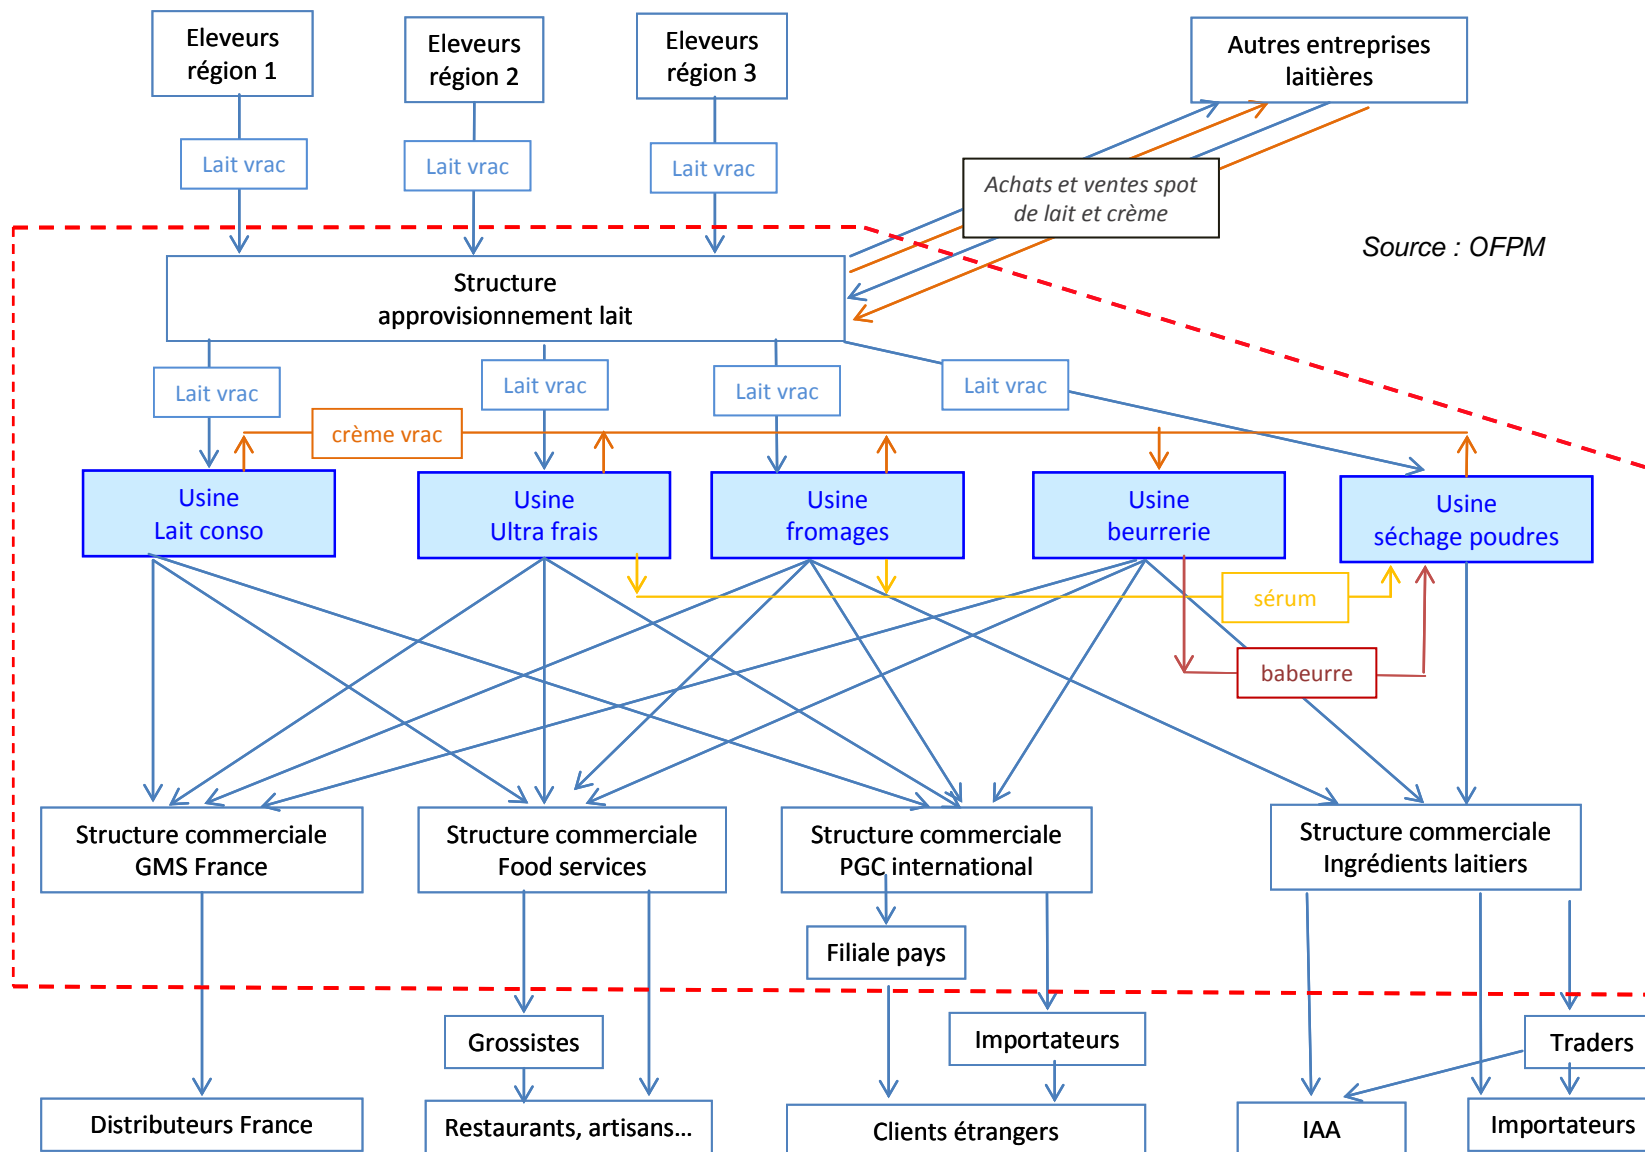 Eleveurs
région 1
Eleveurs
région 2
Eleveurs
région 3
Autres entreprises
laitières
Lait vrac
Lait vrac
Lait vrac
Achats et ventes spot
de lait et crème
Source : OFPM
Structure
approvisionnement lait
Lait vrac
Lait vrac
Lait vrac
Lait vrac
crème vrac
Usine
Lait conso
Usine
Ultra frais
Usine
fromages
Usine
beurrerie
Usine
séchage poudres
sérum
babeurre
Structure commerciale
GMS France
Structure commerciale
Food services
Structure commerciale
PGC international
Structure commerciale
Ingrédients laitiers
Filiale pays
Grossistes
Importateurs
Traders
Distributeurs France
Restaurants, artisans...
Clients étrangers
IAA
Importateurs